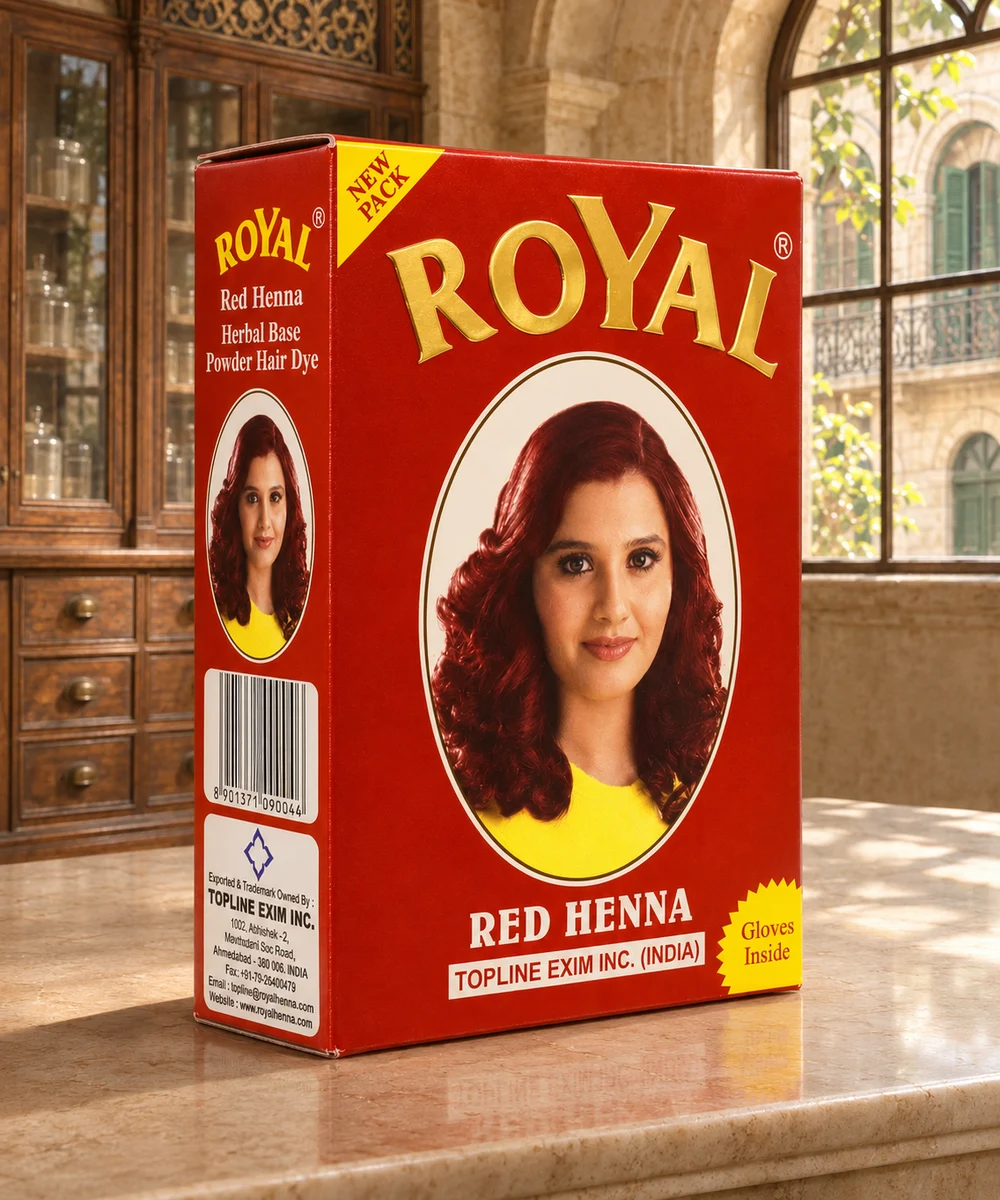 NEW
PACK
ROYAL®
RED HENNA
TOPLINE EXIM INC. (INDIA)
Gloves
Inside
ROYAL®
Red Henna
Herbal Base
Powder Hair Dye
8 901371 090044
Exported & Trademark Owned By :
TOPLINE EXIM INC.
1002, Abhishek -2,
Soc Road,
Ahmedabad - 380 006. INDIA
Fax: +91-79-26400479
Email : topline@royalhenna.com
Website : www.royalhenna.com